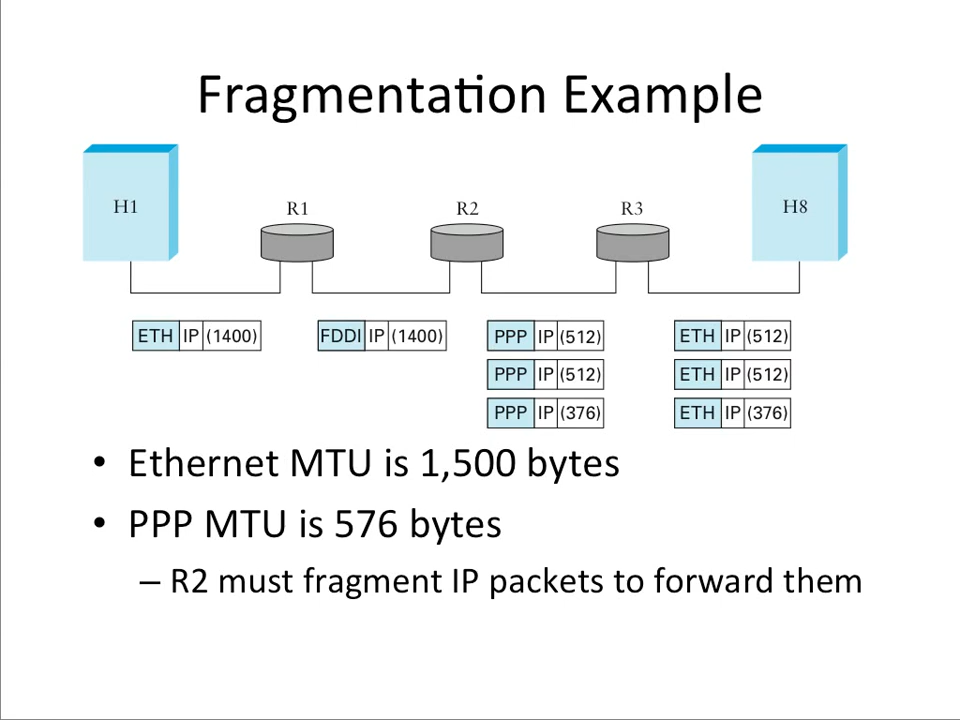 Fragmentation Example
H1 R1 R2 R3 H8
ETH IP (1400) FDDI IP (1400) PPP IP (512) ETH IP (512)
PPP IP (512) ETH IP (512)
PPP IP (376) ETH IP (376)
• Ethernet MTU is 1,500 bytes
• PPP MTU is 576 bytes
– R2 must fragment IP packets to forward them